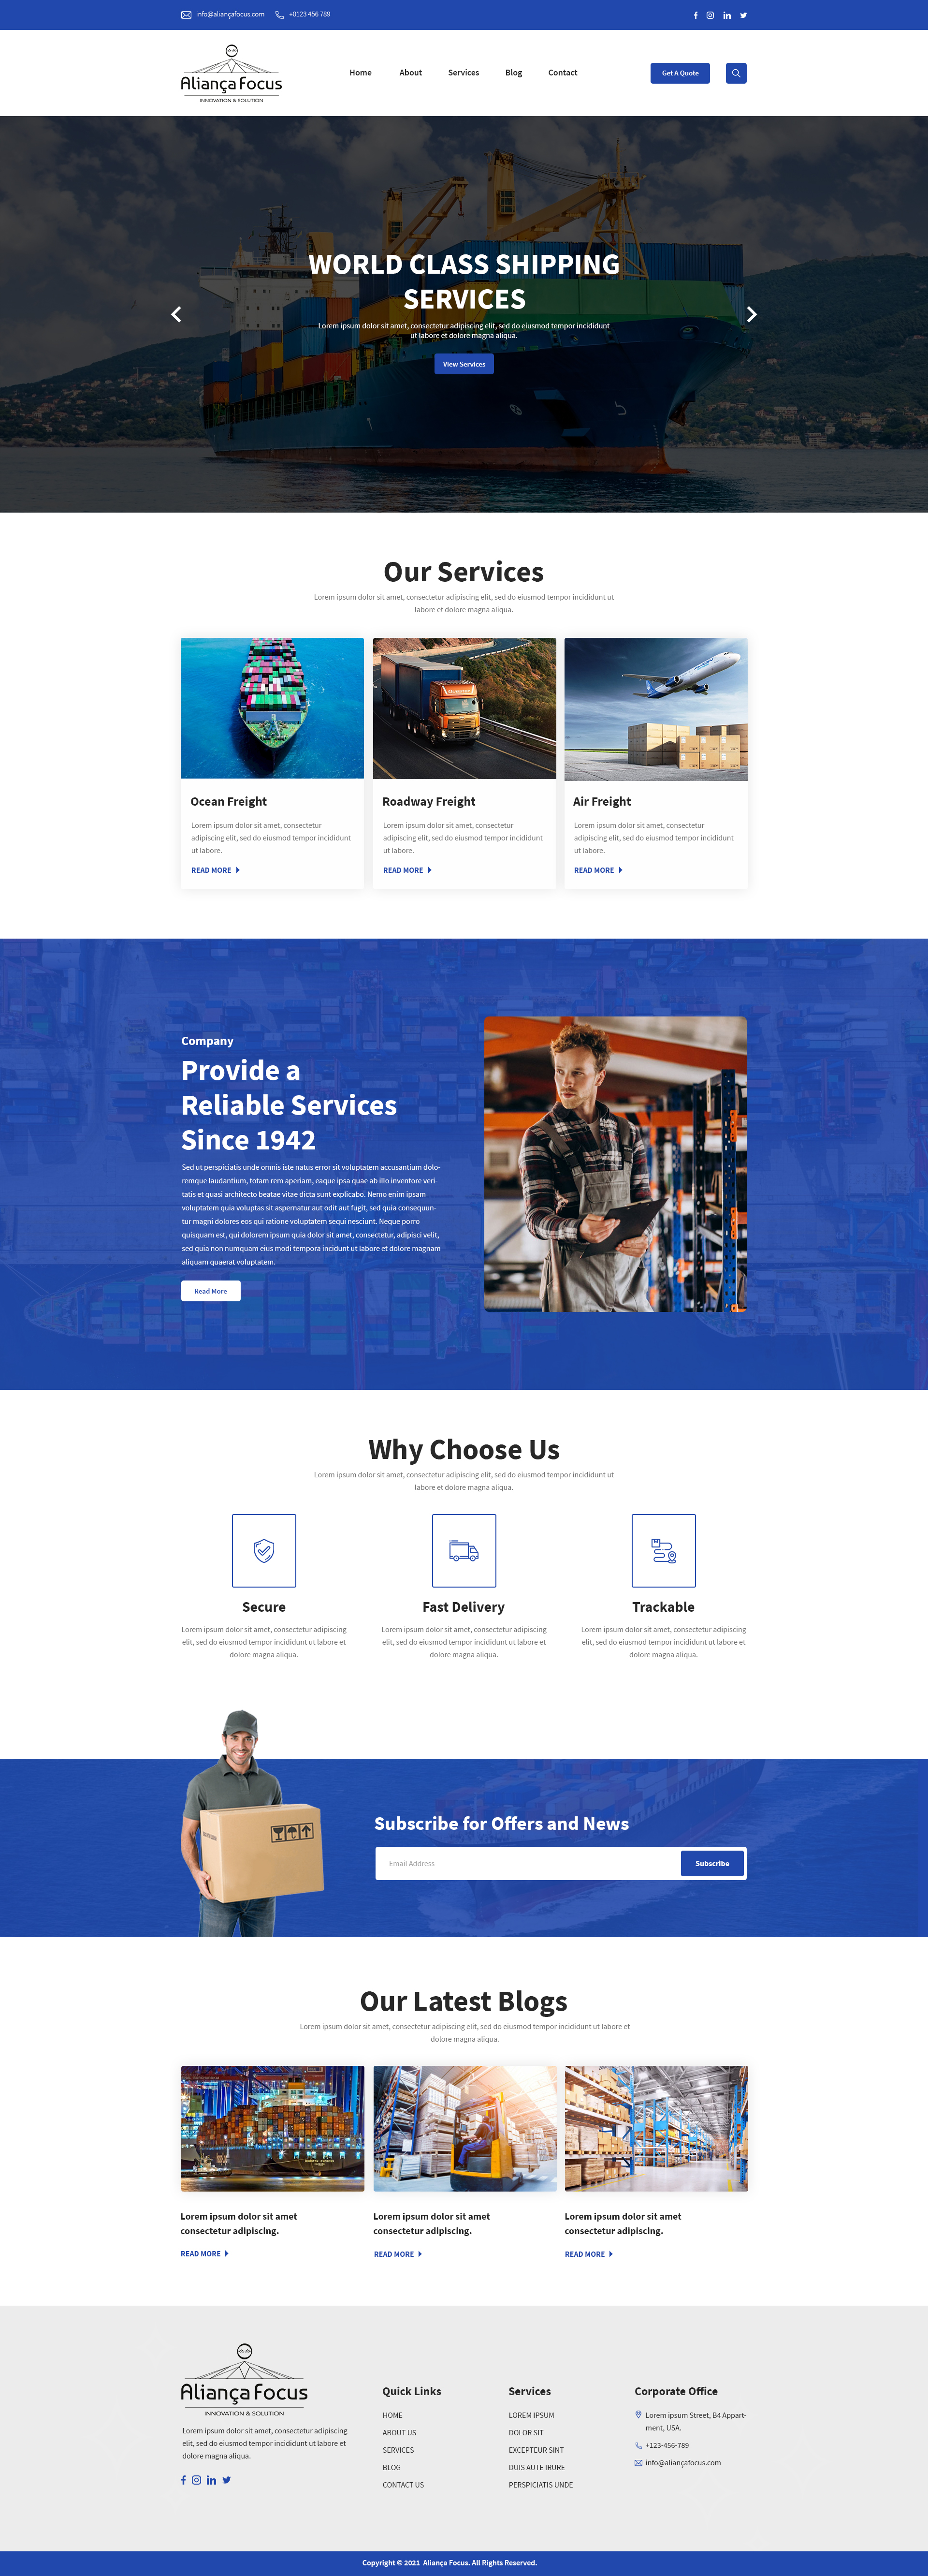 info@aliançafocus.com
+0123 456 789
Aliança Focus
INNOVATION & SOLUTION
Home
About
Services
Blog
Contact
Get A Quote
WORLD CLASS SHIPPING
SERVICES
Lorem ipsum dolor sit amet, consectetur adipiscing elit, sed do eiusmod tempor incididunt
ut labore et dolore magna aliqua.
View Services
Our Services
Lorem ipsum dolor sit amet, consectetur adipiscing elit, sed do eiusmod tempor incididunt ut
labore et dolore magna aliqua.
Ocean Freight
Lorem ipsum dolor sit amet, consectetur
adipiscing elit, sed do eiusmod tempor incididunt
ut labore.
READ MORE
Roadway Freight
Lorem ipsum dolor sit amet, consectetur
adipiscing elit, sed do eiusmod tempor incididunt
ut labore.
READ MORE
Air Freight
Lorem ipsum dolor sit amet, consectetur
adipiscing elit, sed do eiusmod tempor incididunt
ut labore.
READ MORE
Company
Provide a
Reliable Services
Since 1942
Sed ut perspiciatis unde omnis iste natus error sit voluptatem accusantium dolo-
remque laudantium, totam rem aperiam, eaque ipsa quae ab illo inventore veri-
tatis et quasi architecto beatae vitae dicta sunt explicabo. Nemo enim ipsam
voluptatem quia voluptas sit aspernatur aut odit aut fugit, sed quia consequun-
tur magni dolores eos qui ratione voluptatem sequi nesciunt. Neque porro
quisquam est, qui dolorem ipsum quia dolor sit amet, consectetur, adipisci velit,
sed quia non numquam eius modi tempora incidunt ut labore et dolore magnam
aliquam quaerat voluptatem.
Read More
Why Choose Us
Lorem ipsum dolor sit amet, consectetur adipiscing elit, sed do eiusmod tempor incididunt ut
labore et dolore magna aliqua.
Secure
Lorem ipsum dolor sit amet, consectetur adipiscing
elit, sed do eiusmod tempor incididunt ut labore et
dolore magna aliqua.
Fast Delivery
Lorem ipsum dolor sit amet, consectetur adipiscing
elit, sed do eiusmod tempor incididunt ut labore et
dolore magna aliqua.
Trackable
Lorem ipsum dolor sit amet, consectetur adipiscing
elit, sed do eiusmod tempor incididunt ut labore et
dolore magna aliqua.
Subscribe for Offers and News
Email Address
Subscribe
Our Latest Blogs
Lorem ipsum dolor sit amet, consectetur adipiscing elit, sed do eiusmod tempor incididunt ut labore et
dolore magna aliqua.
Lorem ipsum dolor sit amet
consectetur adipiscing.
READ MORE
Lorem ipsum dolor sit amet
consectetur adipiscing.
READ MORE
Lorem ipsum dolor sit amet
consectetur adipiscing.
READ MORE
Aliança Focus
INNOVATION & SOLUTION
Lorem ipsum dolor sit amet, consectetur adipiscing
elit, sed do eiusmod tempor incididunt ut labore et
dolore magna aliqua.
Quick Links
HOME
ABOUT US
SERVICES
BLOG
CONTACT US
Services
LOREM IPSUM
DOLOR SIT
EXCEPTEUR SINT
DUIS AUTE IRURE
PERSPICIATIS UNDE
Corporate Office
Lorem ipsum Street, B4 Appart-
ment, USA.
+123-456-789
info@aliançafocus.com
Copyright © 2021 Aliança Focus. All Rights Reserved.